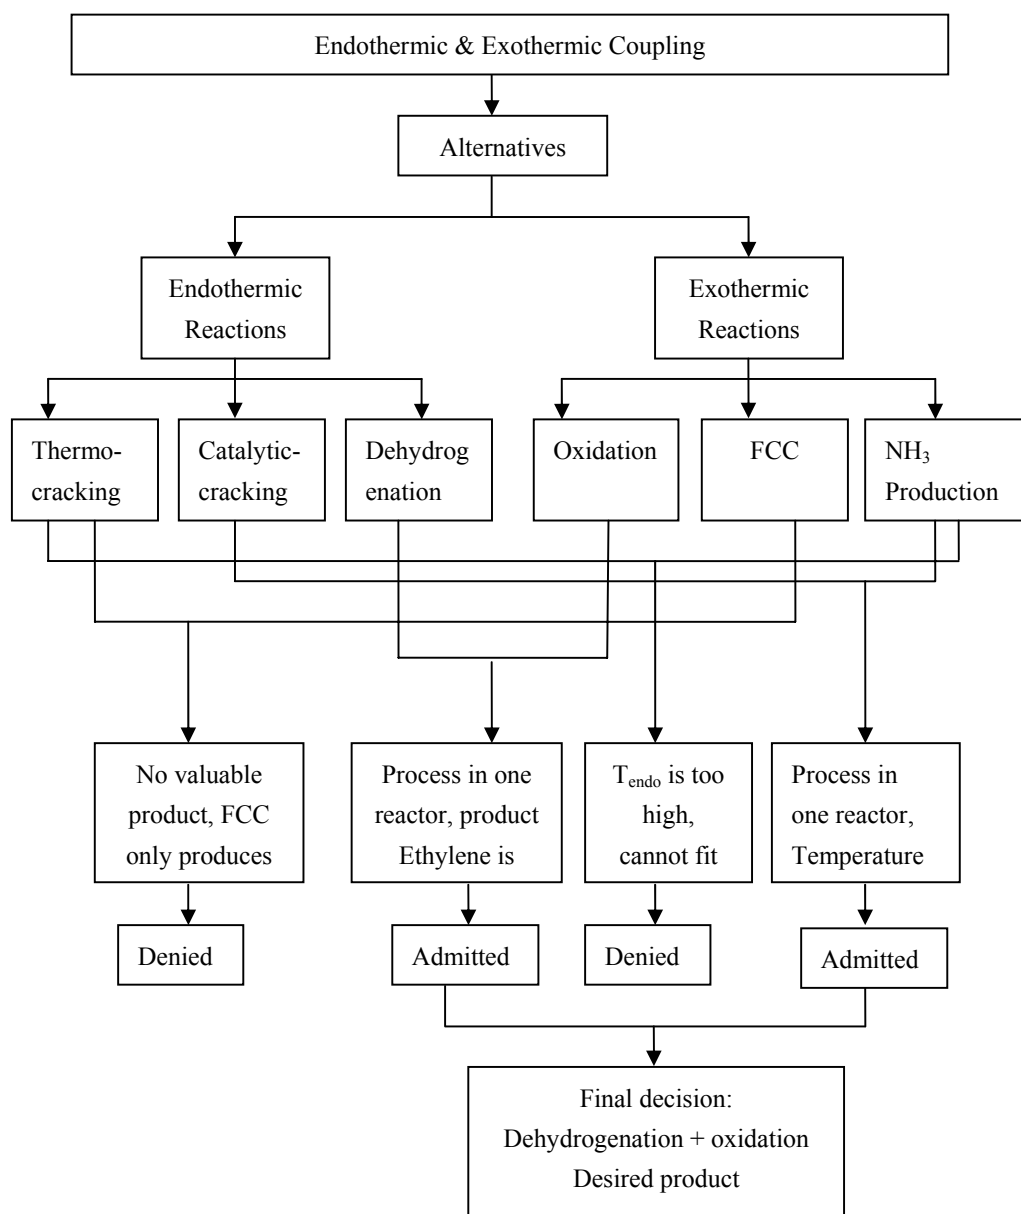 Endothermic & Exothermic Coupling
Alternatives
Endothermic
Reactions
Exothermic
Reactions
Thermo-
cracking
Catalytic-
cracking
Dehydrog
enation
Oxidation
FCC
NH₃
Production
No valuable
product, FCC
only produces
Process in one
reactor, product
Ethylene is
T_endo is too
high,
cannot fit
Process in
one reactor,
Temperature
Denied
Admitted
Denied
Admitted
Final decision:
Dehydrogenation + oxidation
Desired product